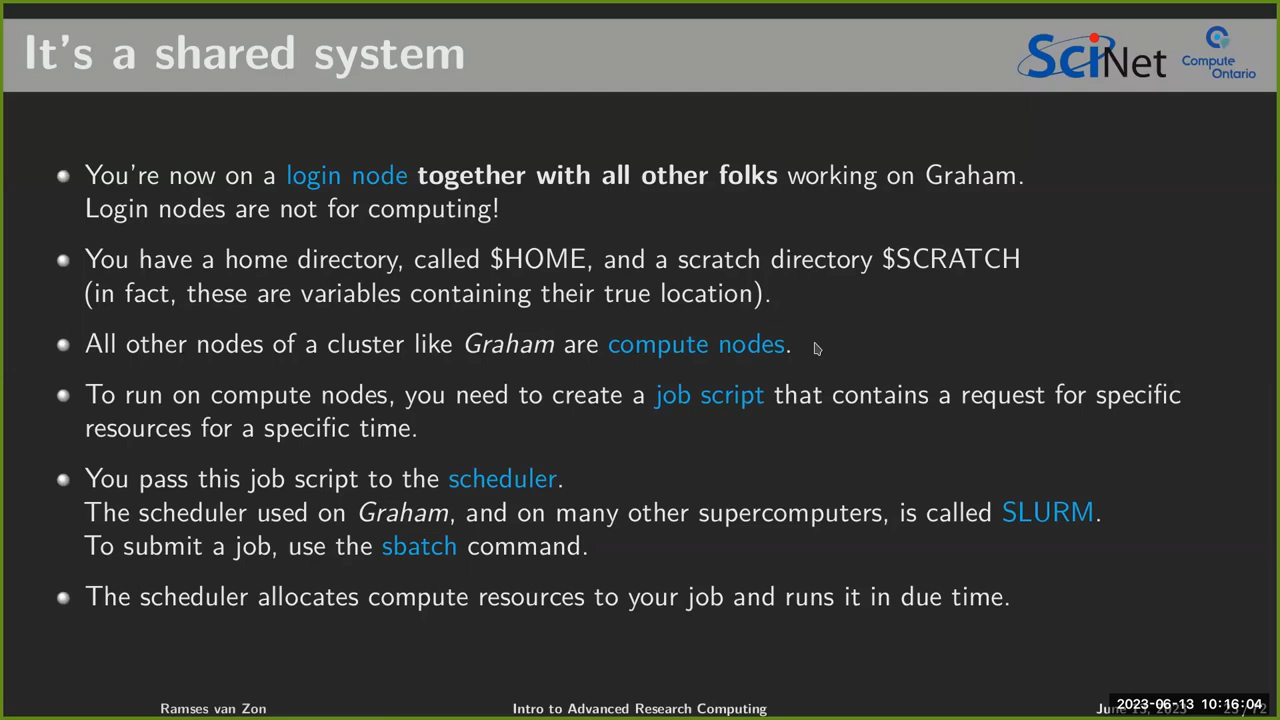 It's a shared system
SciNet
Compute
Ontario
You're now on a login node together with all other folks working on Graham.
Login nodes are not for computing!
You have a home directory, called $HOME, and a scratch directory $SCRATCH
(in fact, these are variables containing their true location).
All other nodes of a cluster like Graham are compute nodes.
To run on compute nodes, you need to create a job script that contains a request for specific
resources for a specific time.
You pass this job script to the scheduler.
The scheduler used on Graham, and on many other supercomputers, is called SLURM.
To submit a job, use the sbatch command.
The scheduler allocates compute resources to your job and runs it in due time.
Ramses van Zon
Intro to Advanced Research Computing
2023-06-13 10:16:04